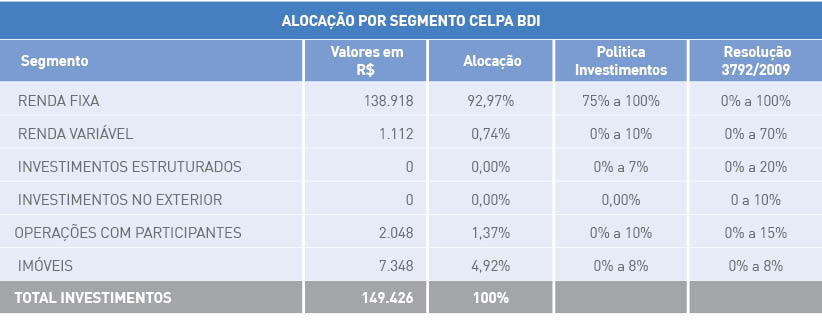 ALOCAÇÃO POR SEGMENTO CELPA BDI
Segmento Valores em R$ Alocação Politica Investimentos Resolução 3792/2009
RENDA FIXA 138.918 92,97% 75% a 100% 0% a 100%
RENDA VARIÁVEL 1.112 0,74% 0% a 10% 0% a 70%
INVESTIMENTOS ESTRUTURADOS 0 0,00% 0% a 7% 0% a 20%
INVESTIMENTOS NO EXTERIOR 0 0,00% 0,00% 0 a 10%
OPERAÇÕES COM PARTICIPANTES 2.048 1,37% 0% a 10% 0% a 15%
IMÓVEIS 7.348 4,92% 0% a 8% 0% a 8%
TOTAL INVESTIMENTOS 149.426 100%